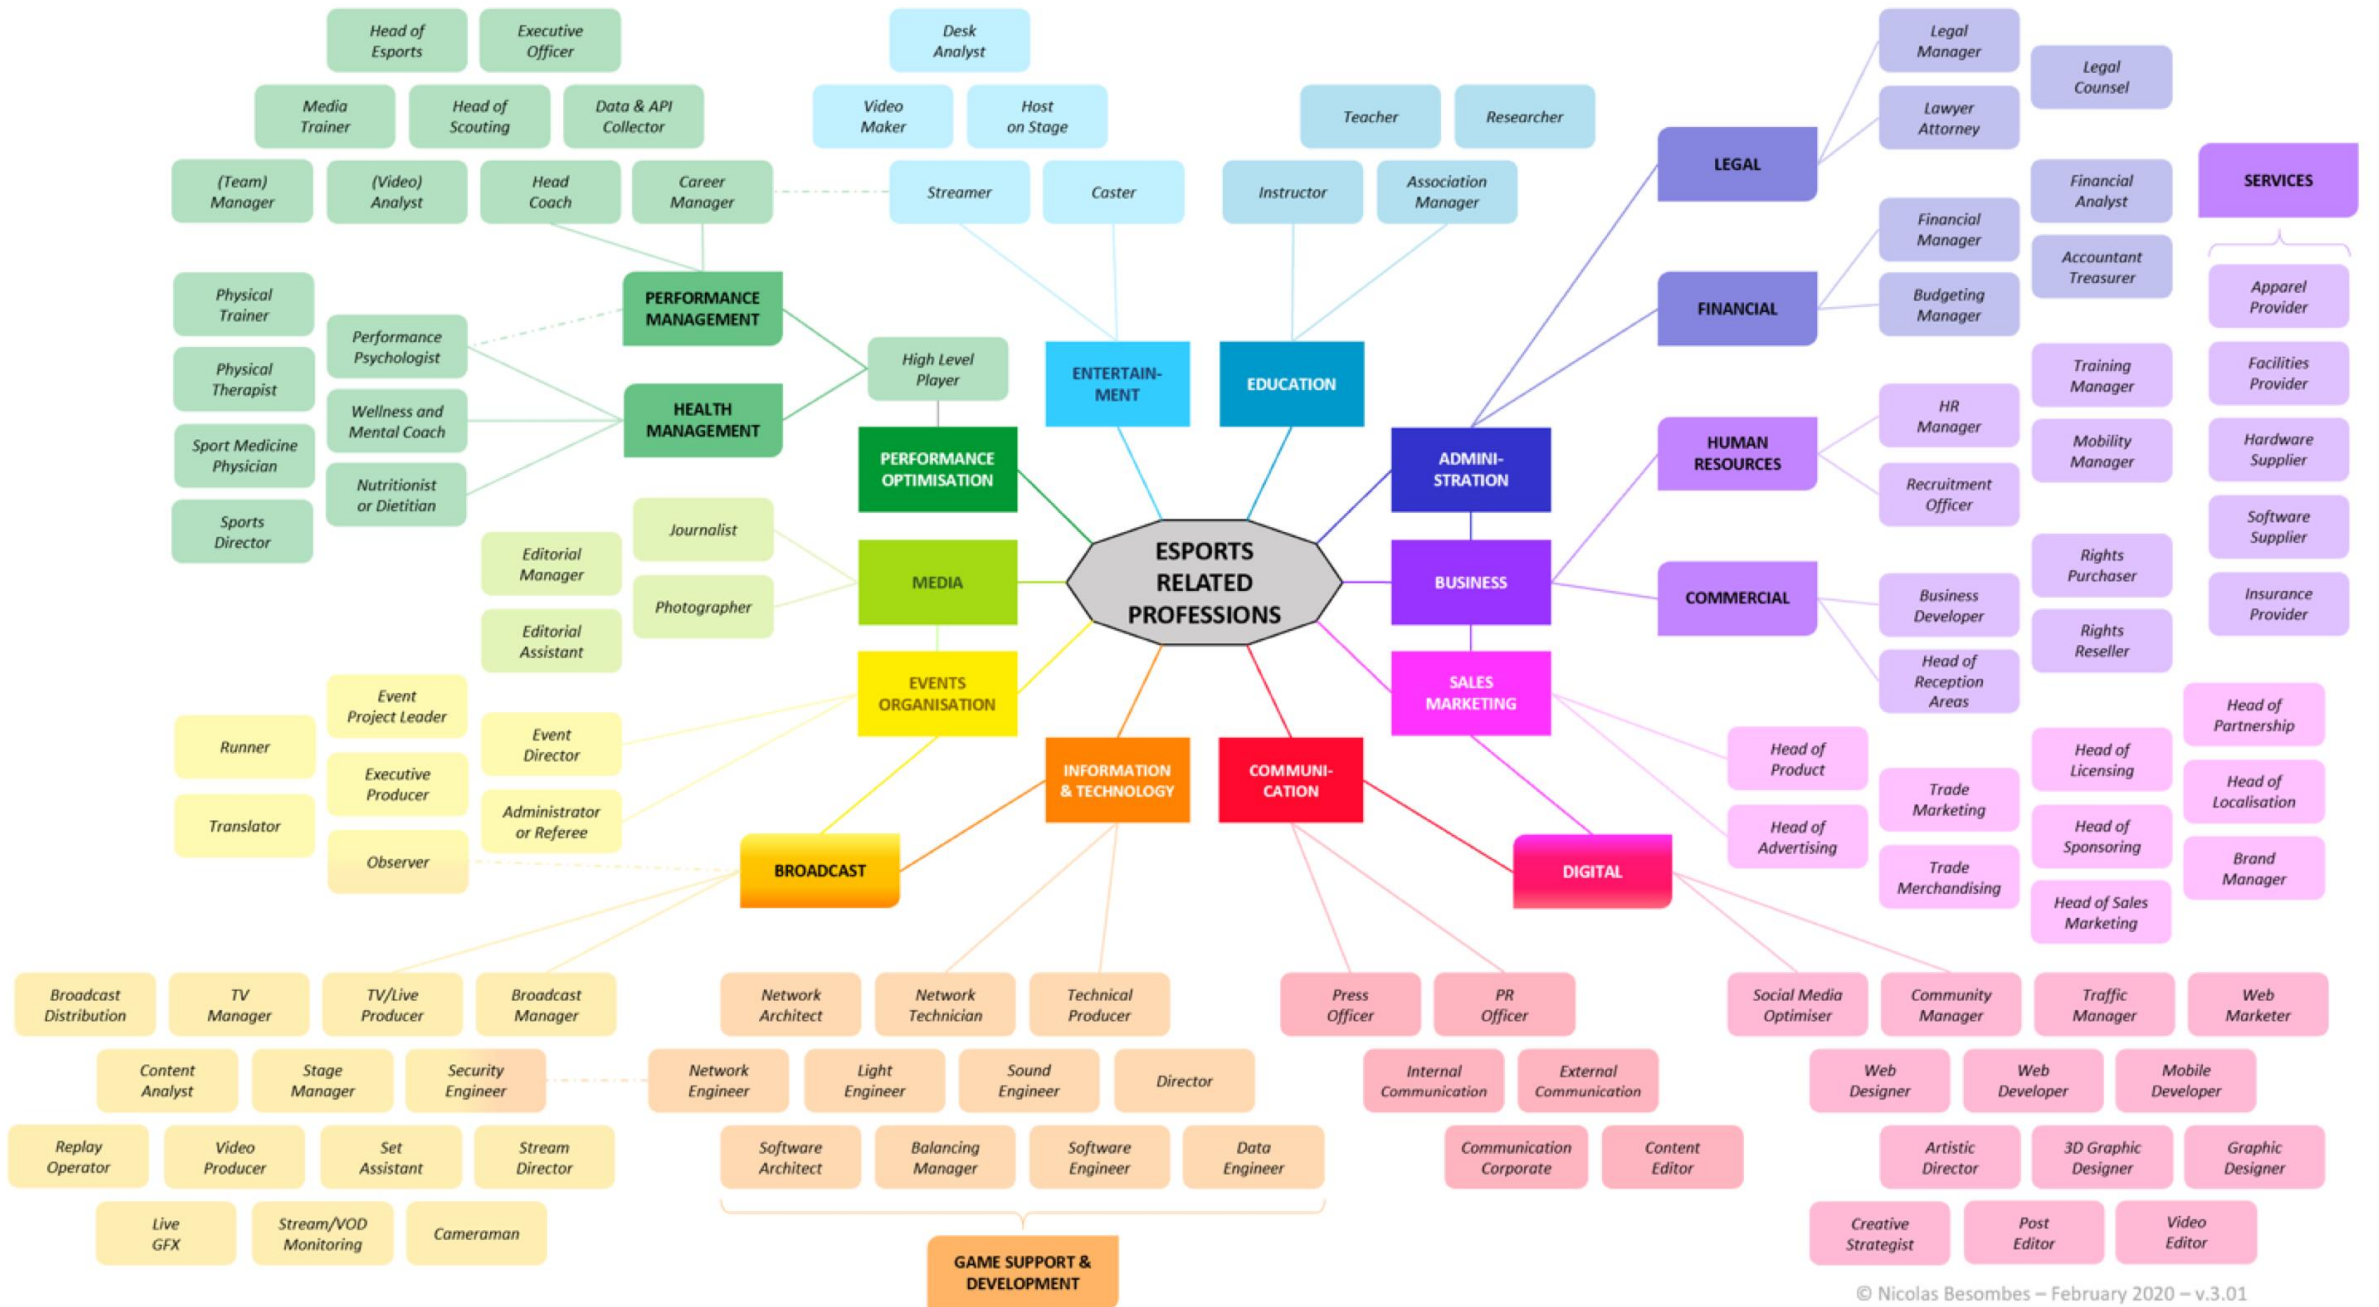 Head of
Esports
Executive
Officer
Media
Trainer
Head of
Scouting
Data & API
Collector
(Team)
Manager
(Video)
Analyst
Head
Coach
Career
Manager
Desk
Analyst
Video
Maker
Host
on Stage
Streamer
Caster
Teacher
Researcher
Instructor
Association
Manager
Legal
Manager
Legal
Counsel
Lawyer
Attorney
LEGAL
Financial
Analyst
Financial
Manager
Accountant
Treasurer
Budgeting
Manager
FINANCIAL
SERVICES
Apparel
Provider
Facilities
Provider
Hardware
Supplier
Software
Supplier
Insurance
Provider
Physical
Trainer
Performance
Psychologist
Physical
Therapist
Wellness and
Mental Coach
Sport Medicine
Physician
Nutritionist
or Dietitian
Sports
Director
PERFORMANCE
MANAGEMENT
HEALTH
MANAGEMENT
High Level
Player
PERFORMANCE
OPTIMISATION
ENTERTAIN-
MENT
EDUCATION
ADMINI-
STRATION
HUMAN
RESOURCES
Training
Manager
HR
Manager
Mobility
Manager
Recruitment
Officer
Journalist
Editorial
Manager
Photographer
Editorial
Assistant
MEDIA
ESPORTS
RELATED
PROFESSIONS
BUSINESS
COMMERCIAL
Rights
Purchaser
Business
Developer
Rights
Reseller
Head of
Reception
Areas
Event
Project Leader
Runner
Event
Director
Executive
Producer
Translator
Administrator
or Referee
Observer
EVENTS
ORGANISATION
INFORMATION
& TECHNOLOGY
COMMUNI-
CATION
SALES
MARKETING
BROADCAST
DIGITAL
Head of
Product
Head of
Advertising
Trade
Marketing
Trade
Merchandising
Head of
Licensing
Head of
Sponsoring
Head of Sales
Marketing
Head of
Partnership
Head of
Localisation
Brand
Manager
Broadcast
Distribution
TV
Manager
TV/Live
Producer
Broadcast
Manager
Content
Analyst
Stage
Manager
Security
Engineer
Replay
Operator
Video
Producer
Set
Assistant
Stream
Director
Live
GFX
Stream/VOD
Monitoring
Cameraman
Network
Architect
Network
Technician
Technical
Producer
Network
Engineer
Light
Engineer
Sound
Engineer
Director
Software
Architect
Balancing
Manager
Software
Engineer
Data
Engineer
GAME SUPPORT &
DEVELOPMENT
Press
Officer
PR
Officer
Internal
Communication
External
Communication
Communication
Corporate
Content
Editor
Social Media
Optimiser
Community
Manager
Traffic
Manager
Web
Marketer
Web
Designer
Web
Developer
Mobile
Developer
Artistic
Director
3D Graphic
Designer
Graphic
Designer
Creative
Strategist
Post
Editor
Video
Editor
© Nicolas Besombes – February 2020 – v.3.01